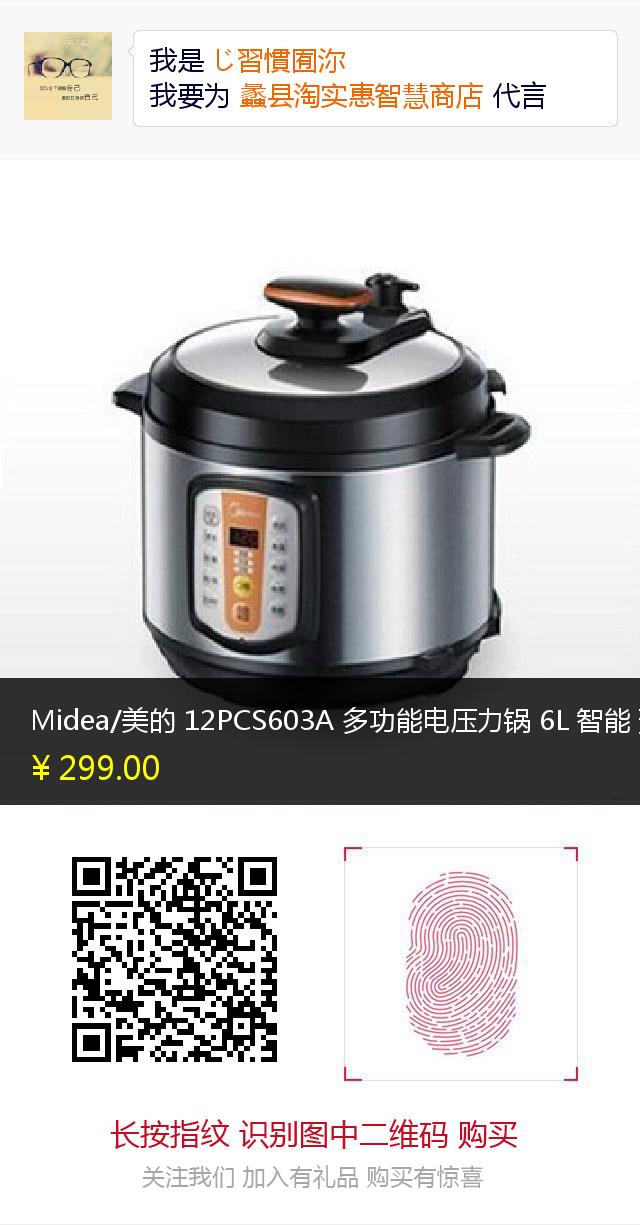 我是 じ習慣囿沵
我要为 蠡县淘实惠智慧商店 代言
Midea/美的 12PCS603A 多功能电压力锅 6L 智能
¥ 299.00
长按指纹 识别图中二维码 购买
关注我们 加入有礼品 购买有惊喜